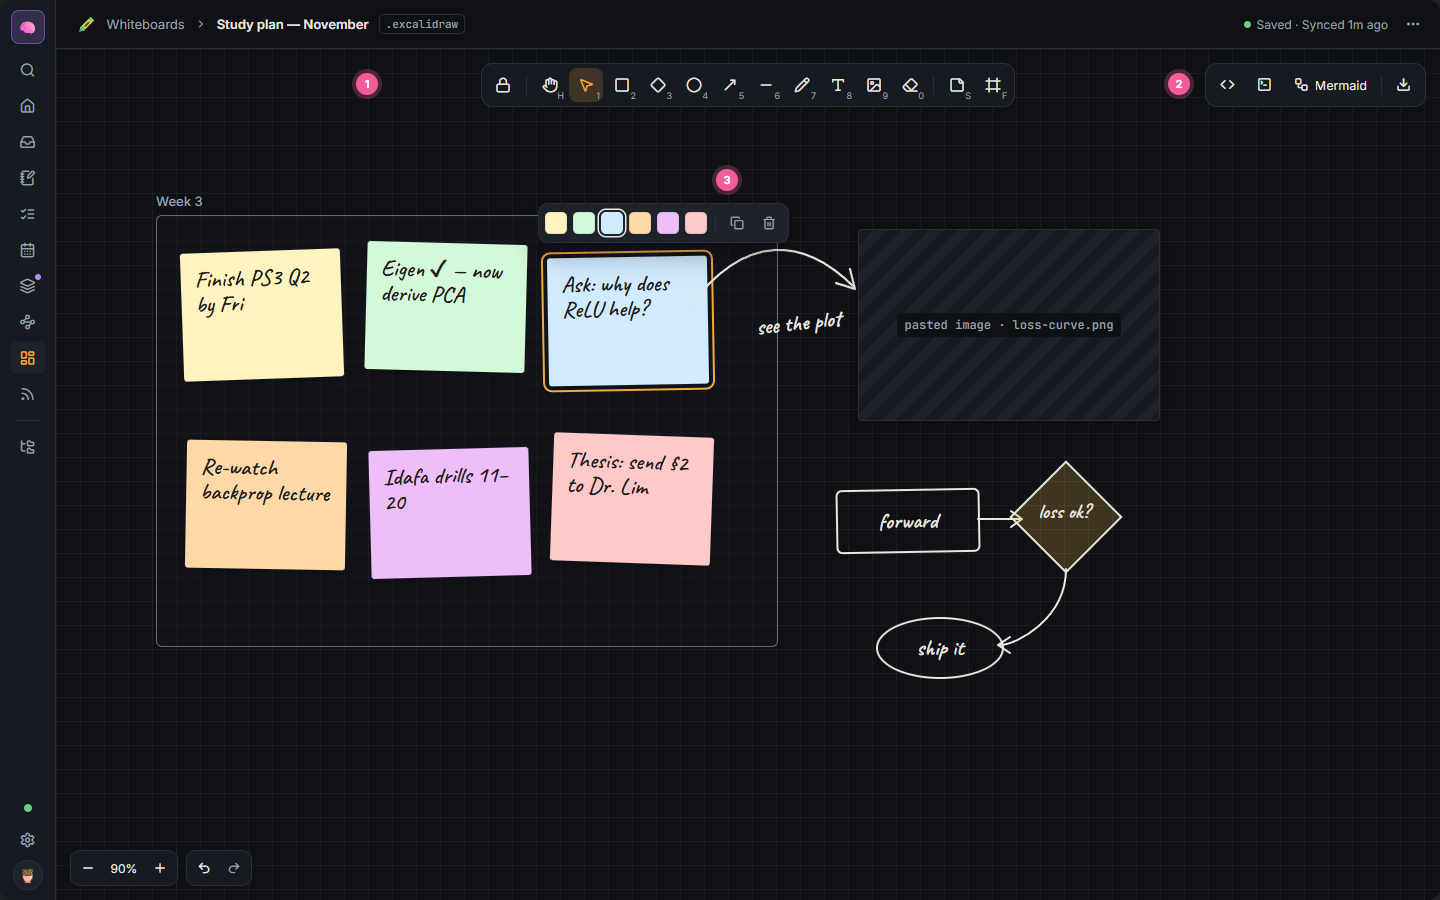 Whiteboards
Study plan — November
.excalidraw
Saved · Synced 1m ago
1
H
1
2
3
4
5
6
7
8
9
0
S
F
2
Mermaid
3
Week 3
Finish PS3 Q2
by Fri
Eigen ✓ – now
derive PCA
Ask: why does
ReLU help?
see the plot
pasted image · loss-curve.png
Re-watch
backprop lecture
Idafa drills 11–
20
Thesis: send §2
to Dr. Lim
forward
loss ok?
ship it
90%